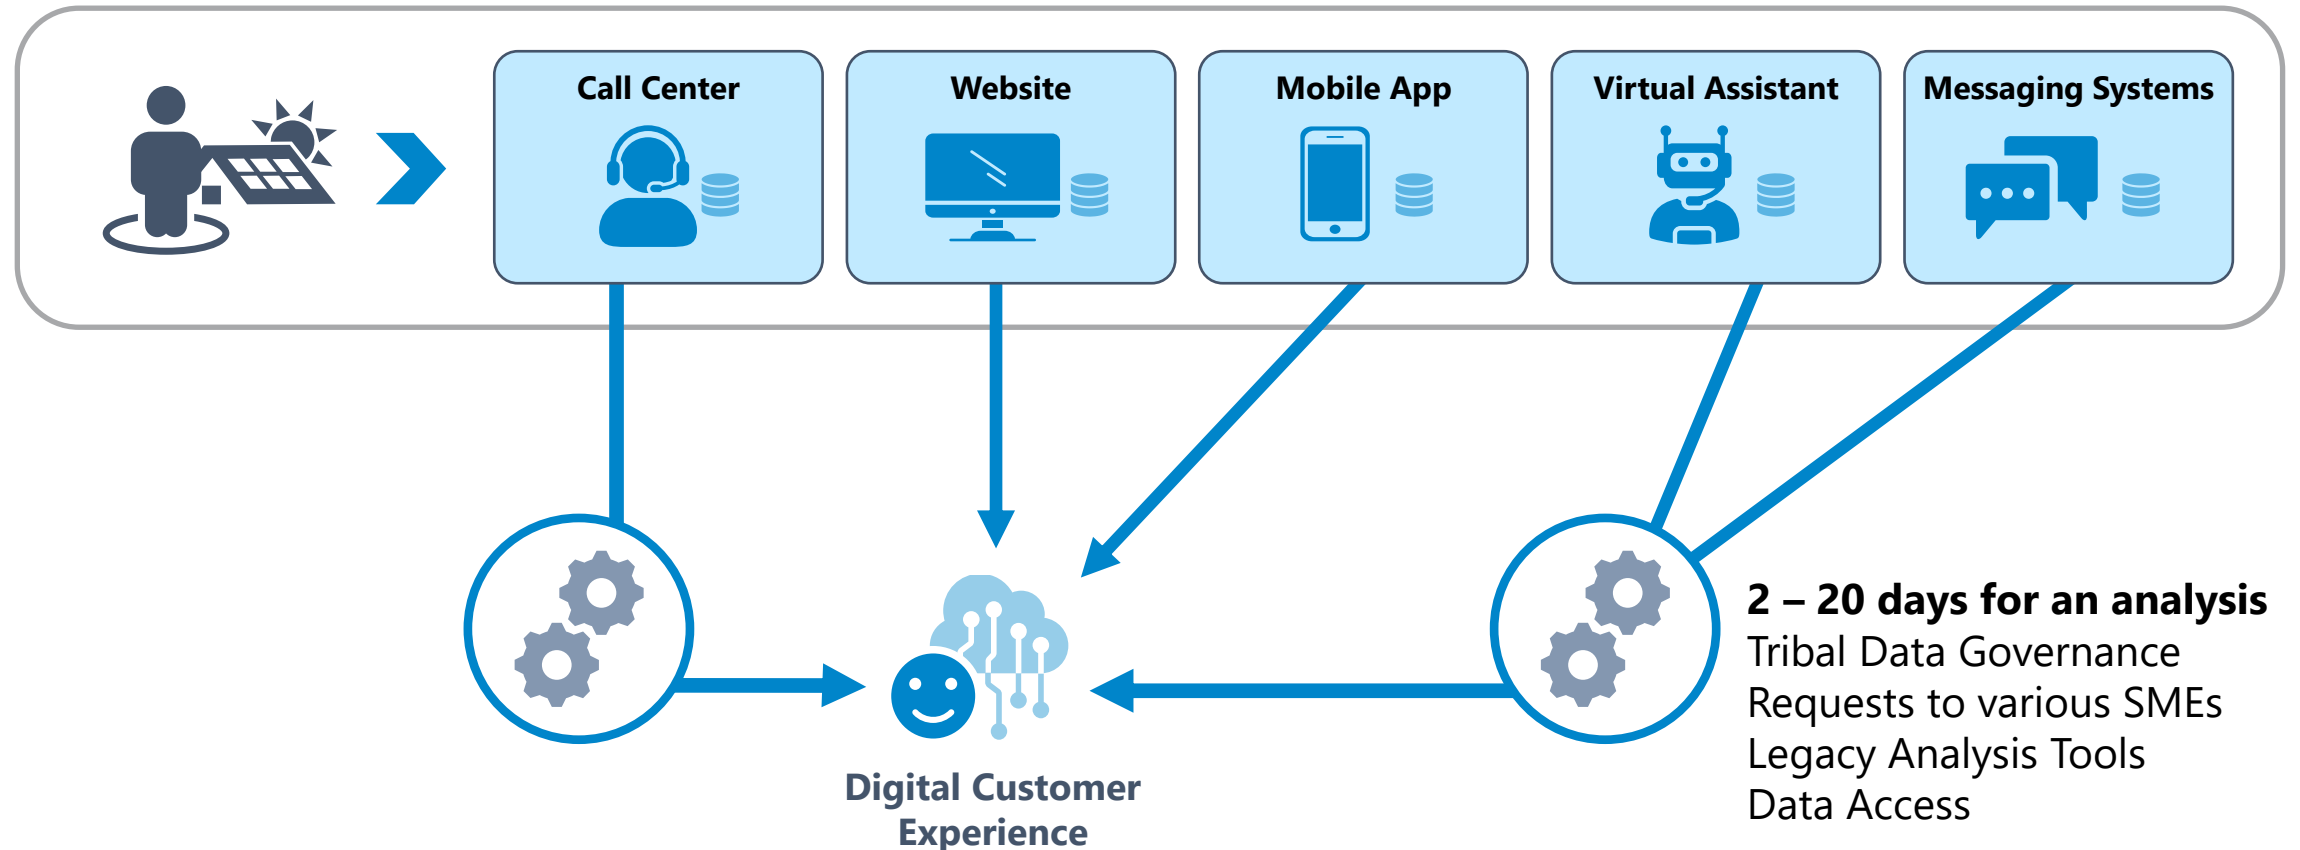 Call Center
Website
Mobile App
Virtual Assistant
Messaging Systems
2 – 20 days for an analysis
Tribal Data Governance
Requests to various SMEs
Legacy Analysis Tools
Data Access
Digital Customer
Experience